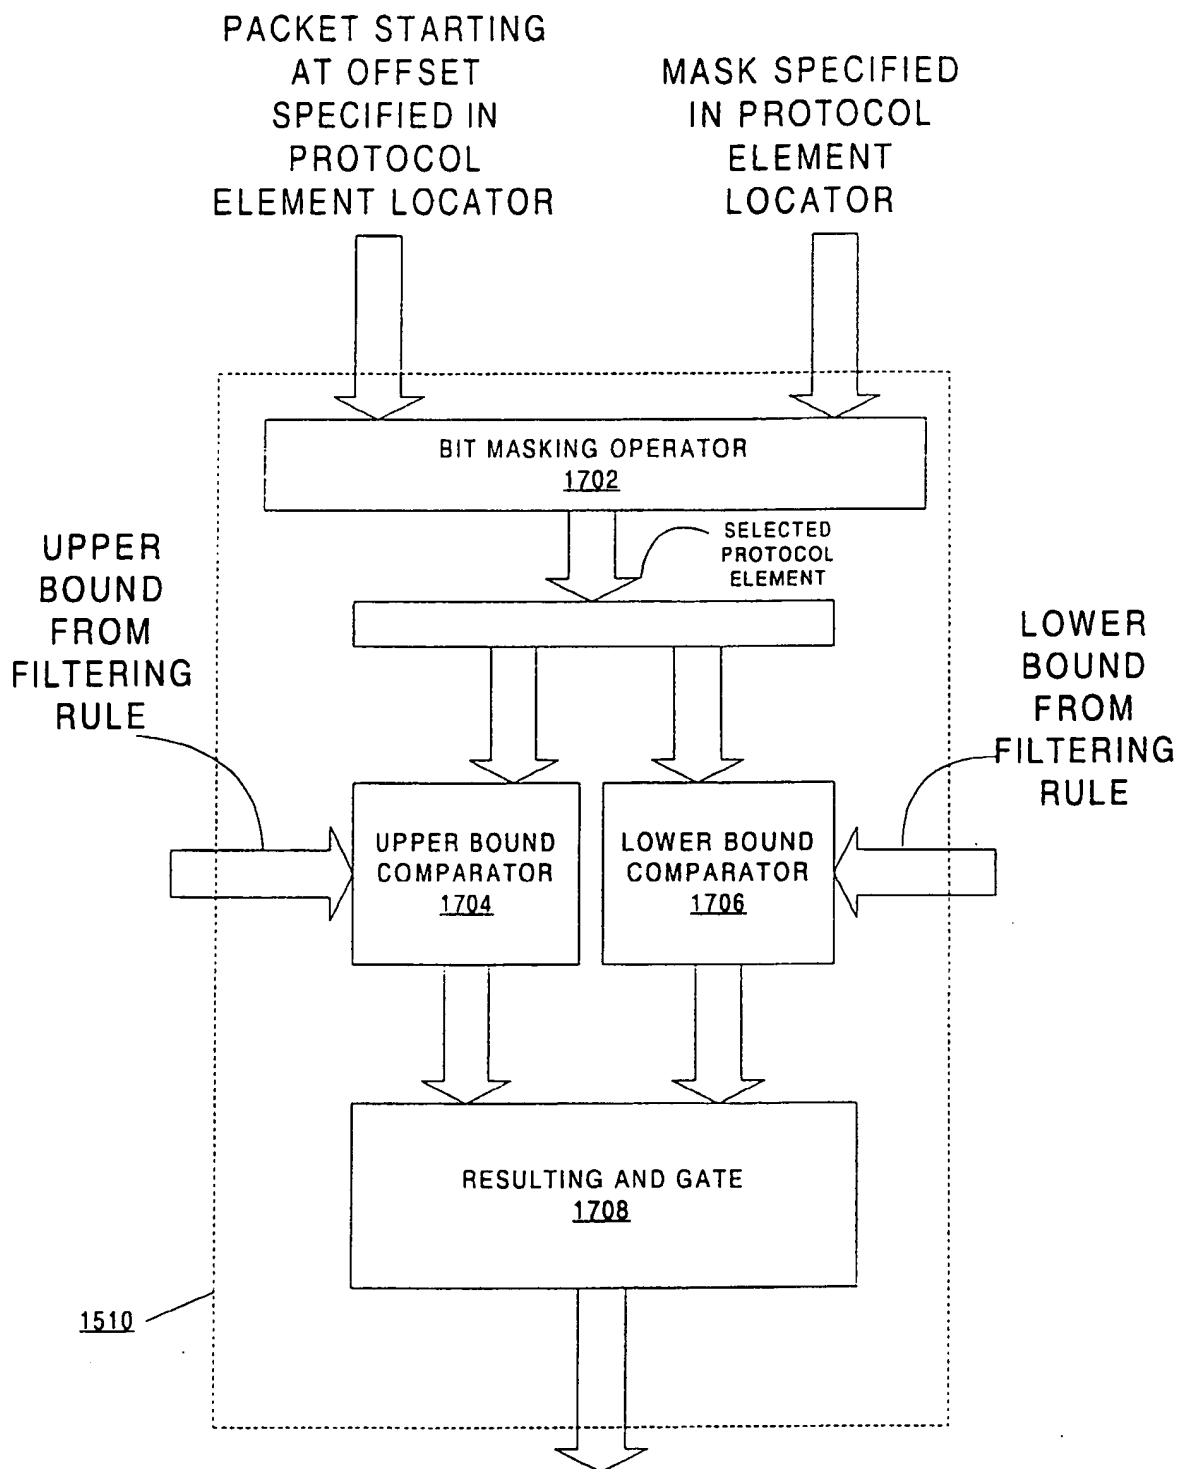 PACKET STARTING
AT OFFSET
SPECIFIED IN
PROTOCOL
ELEMENT LOCATOR
MASK SPECIFIED
IN PROTOCOL
ELEMENT
LOCATOR
BIT MASKING OPERATOR
1702
SELECTED
PROTOCOL
ELEMENT
UPPER
BOUND
FROM
FILTERING
RULE
LOWER
BOUND
FROM
FILTERING
RULE
UPPER BOUND
COMPARATOR
1704
LOWER BOUND
COMPARATOR
1706
RESULTING AND GATE
1708
1510